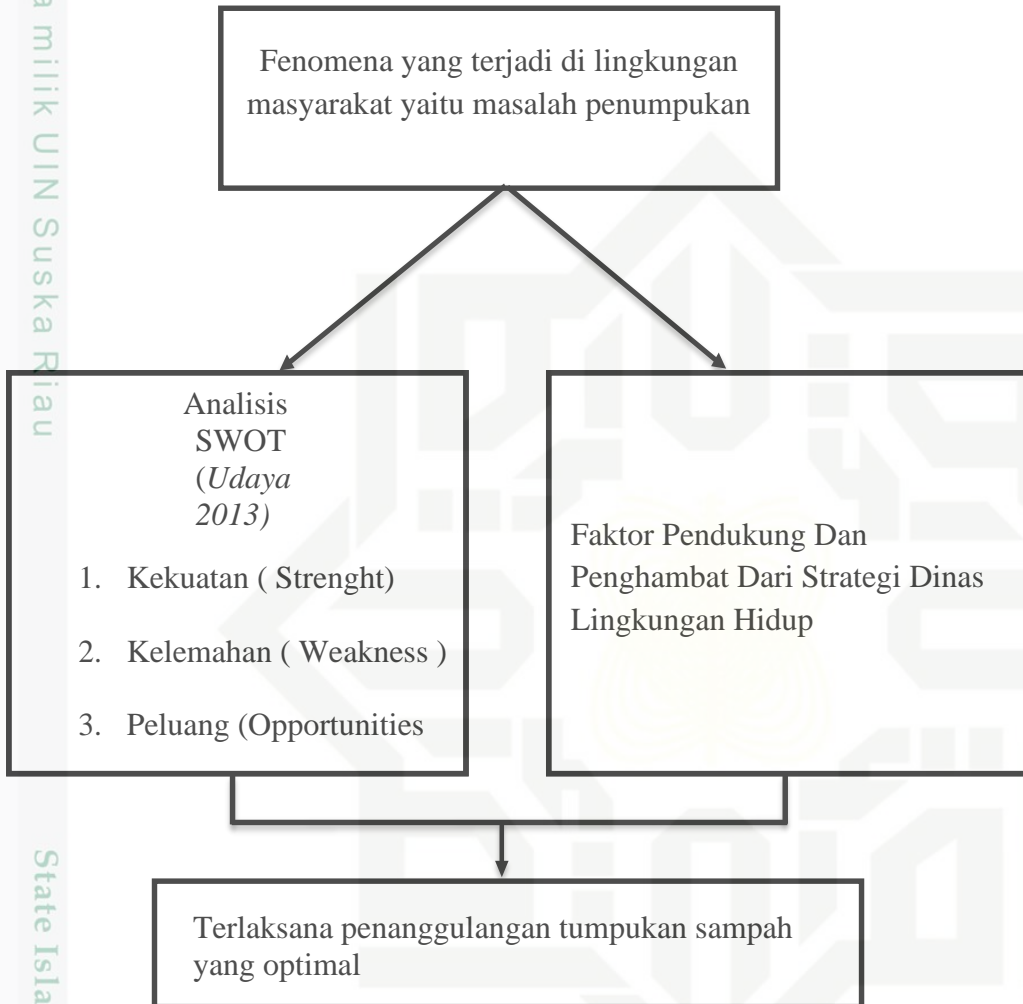 a milik UIN Suska Riau
Fenomena yang terjadi di lingkungan
masyarakat yaitu masalah penumpukan
Analisis
SWOT
(Udaya
2013)
1. Kekuatan ( Strenght)
2. Kelemahan ( Weakness )
3. Peluang (Opportunities
Faktor Pendukung Dan
Penghambat Dari Strategi Dinas
Lingkungan Hidup
Terlaksana penanggulangan tumpukan sampah
yang optimal
State Isla